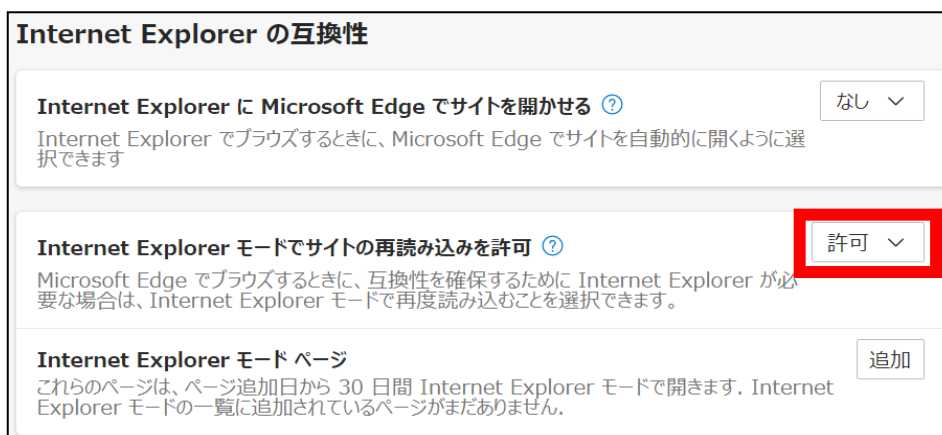 Internet Explorer の互換性
Internet Explorer に Microsoft Edge でサイトを開かせる ?
なし
Internet Explorer でブラウズするときに、Microsoft Edge でサイトを自動的に開くように選
択できます
Internet Explorer モードでサイトの再読み込みを許可 ?
許可
Microsoft Edge でブラウズするときに、互換性を確保するために Internet Explorer が必
要な場合は、Internet Explorer モードで再度読み込むことを選択できます。
Internet Explorer モード ページ
追加
これらのページは、ページ追加日から 30 日間 Internet Explorer モードで開きます. Internet
Explorer モードの一覧に追加されているページがまだありません.